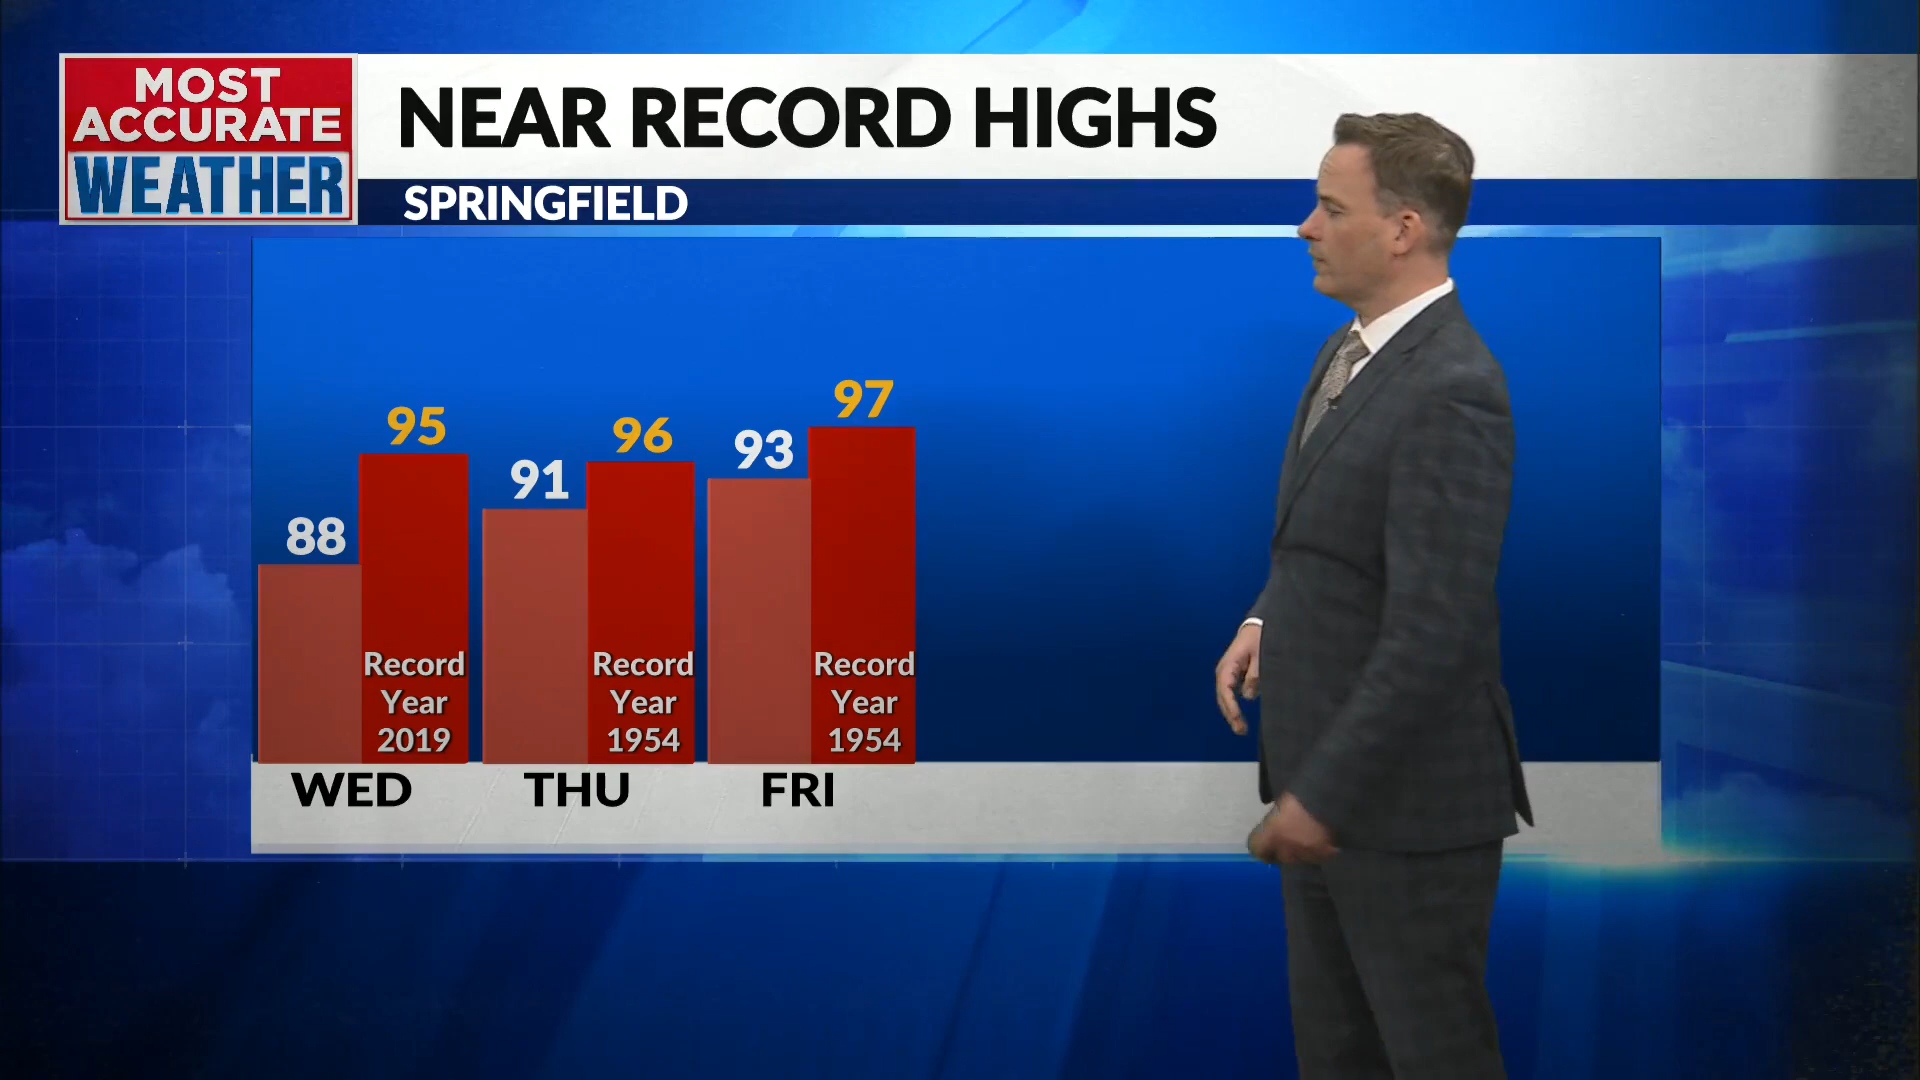 MOST
ACCURATE
WEATHER
NEAR RECORD HIGHS
SPRINGFIELD
88
95
91
96
93
97
Record
Year
2019
Record
Year
1954
Record
Year
1954
WED
THU
FRI